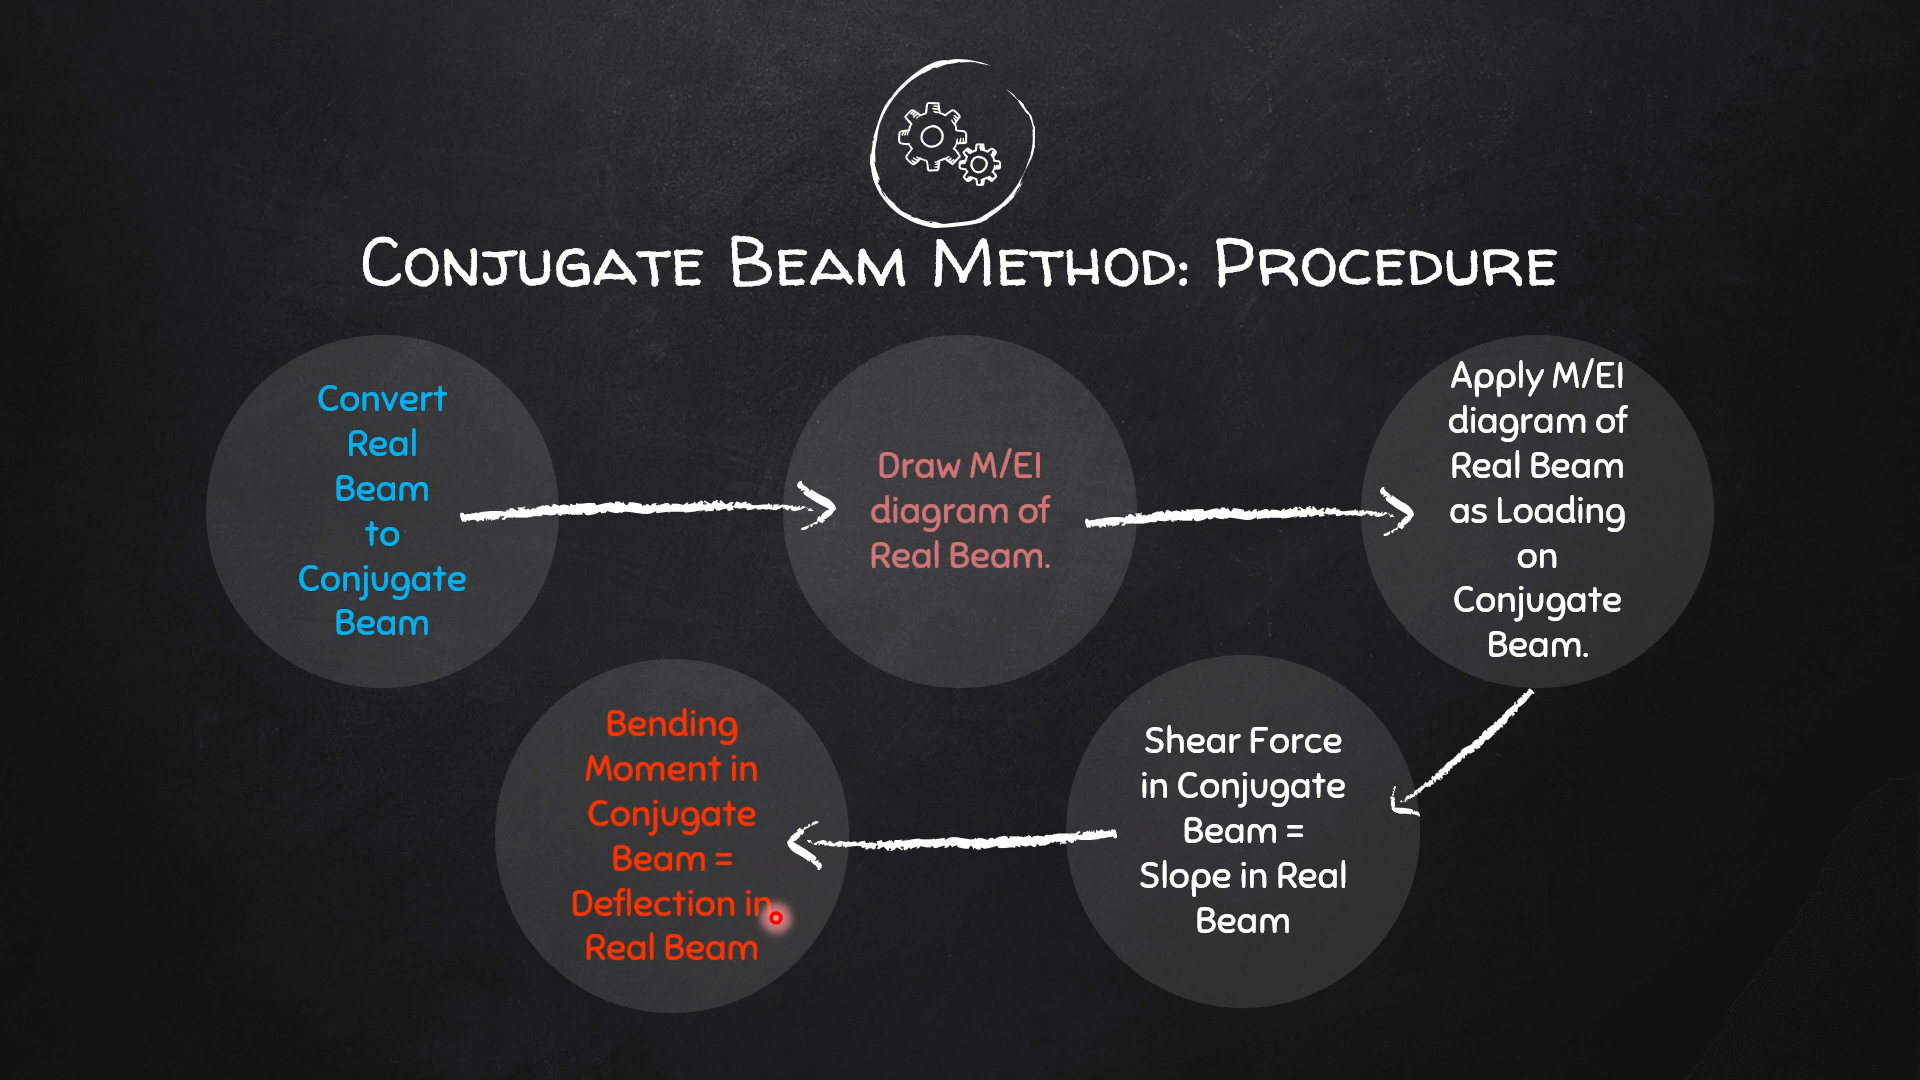 Conjugate Beam Method: Procedure
Convert
Real
Beam
to
Conjugate
Beam
Draw M/EI
diagram of
Real Beam.
Apply M/EI
diagram of
Real Beam
as Loading
on
Conjugate
Beam.
Shear Force
in Conjugate
Beam =
Slope in Real
Beam
Bending
Moment in
Conjugate
Beam =
Deflection in
Real Beam